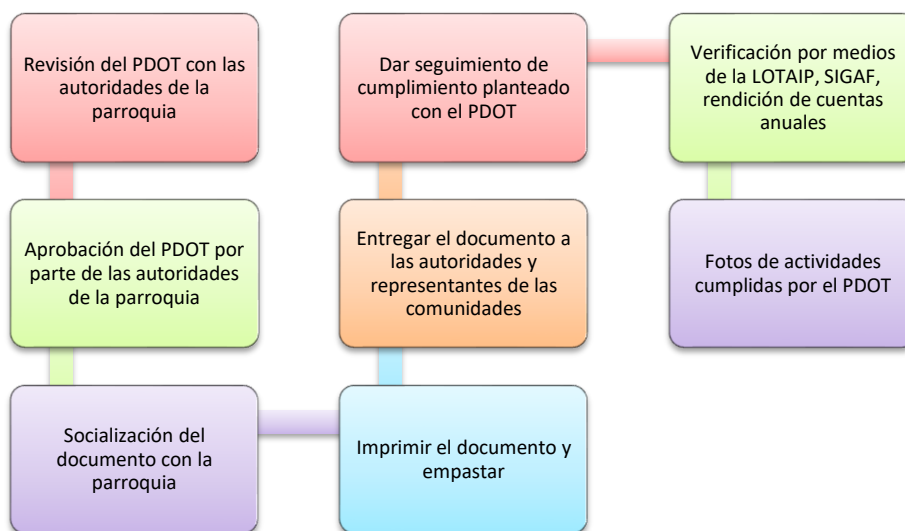 Revisión del PDOT con las
autoridades de la
parroquia
Aprobación del PDOT por
parte de las autoridades
de la parroquia
Socialización del
documento con la
parroquia
Imprimir el documento y
empastar
Entregar el documento a
las autoridades y
representantes de las
comunidades
Dar seguimiento de
cumplimiento planteado
con el PDOT
Verificación por medios
de la LOTAIP, SIGAF,
rendición de cuentas
anuales
Fotos de actividades
cumplidas por el PDOT